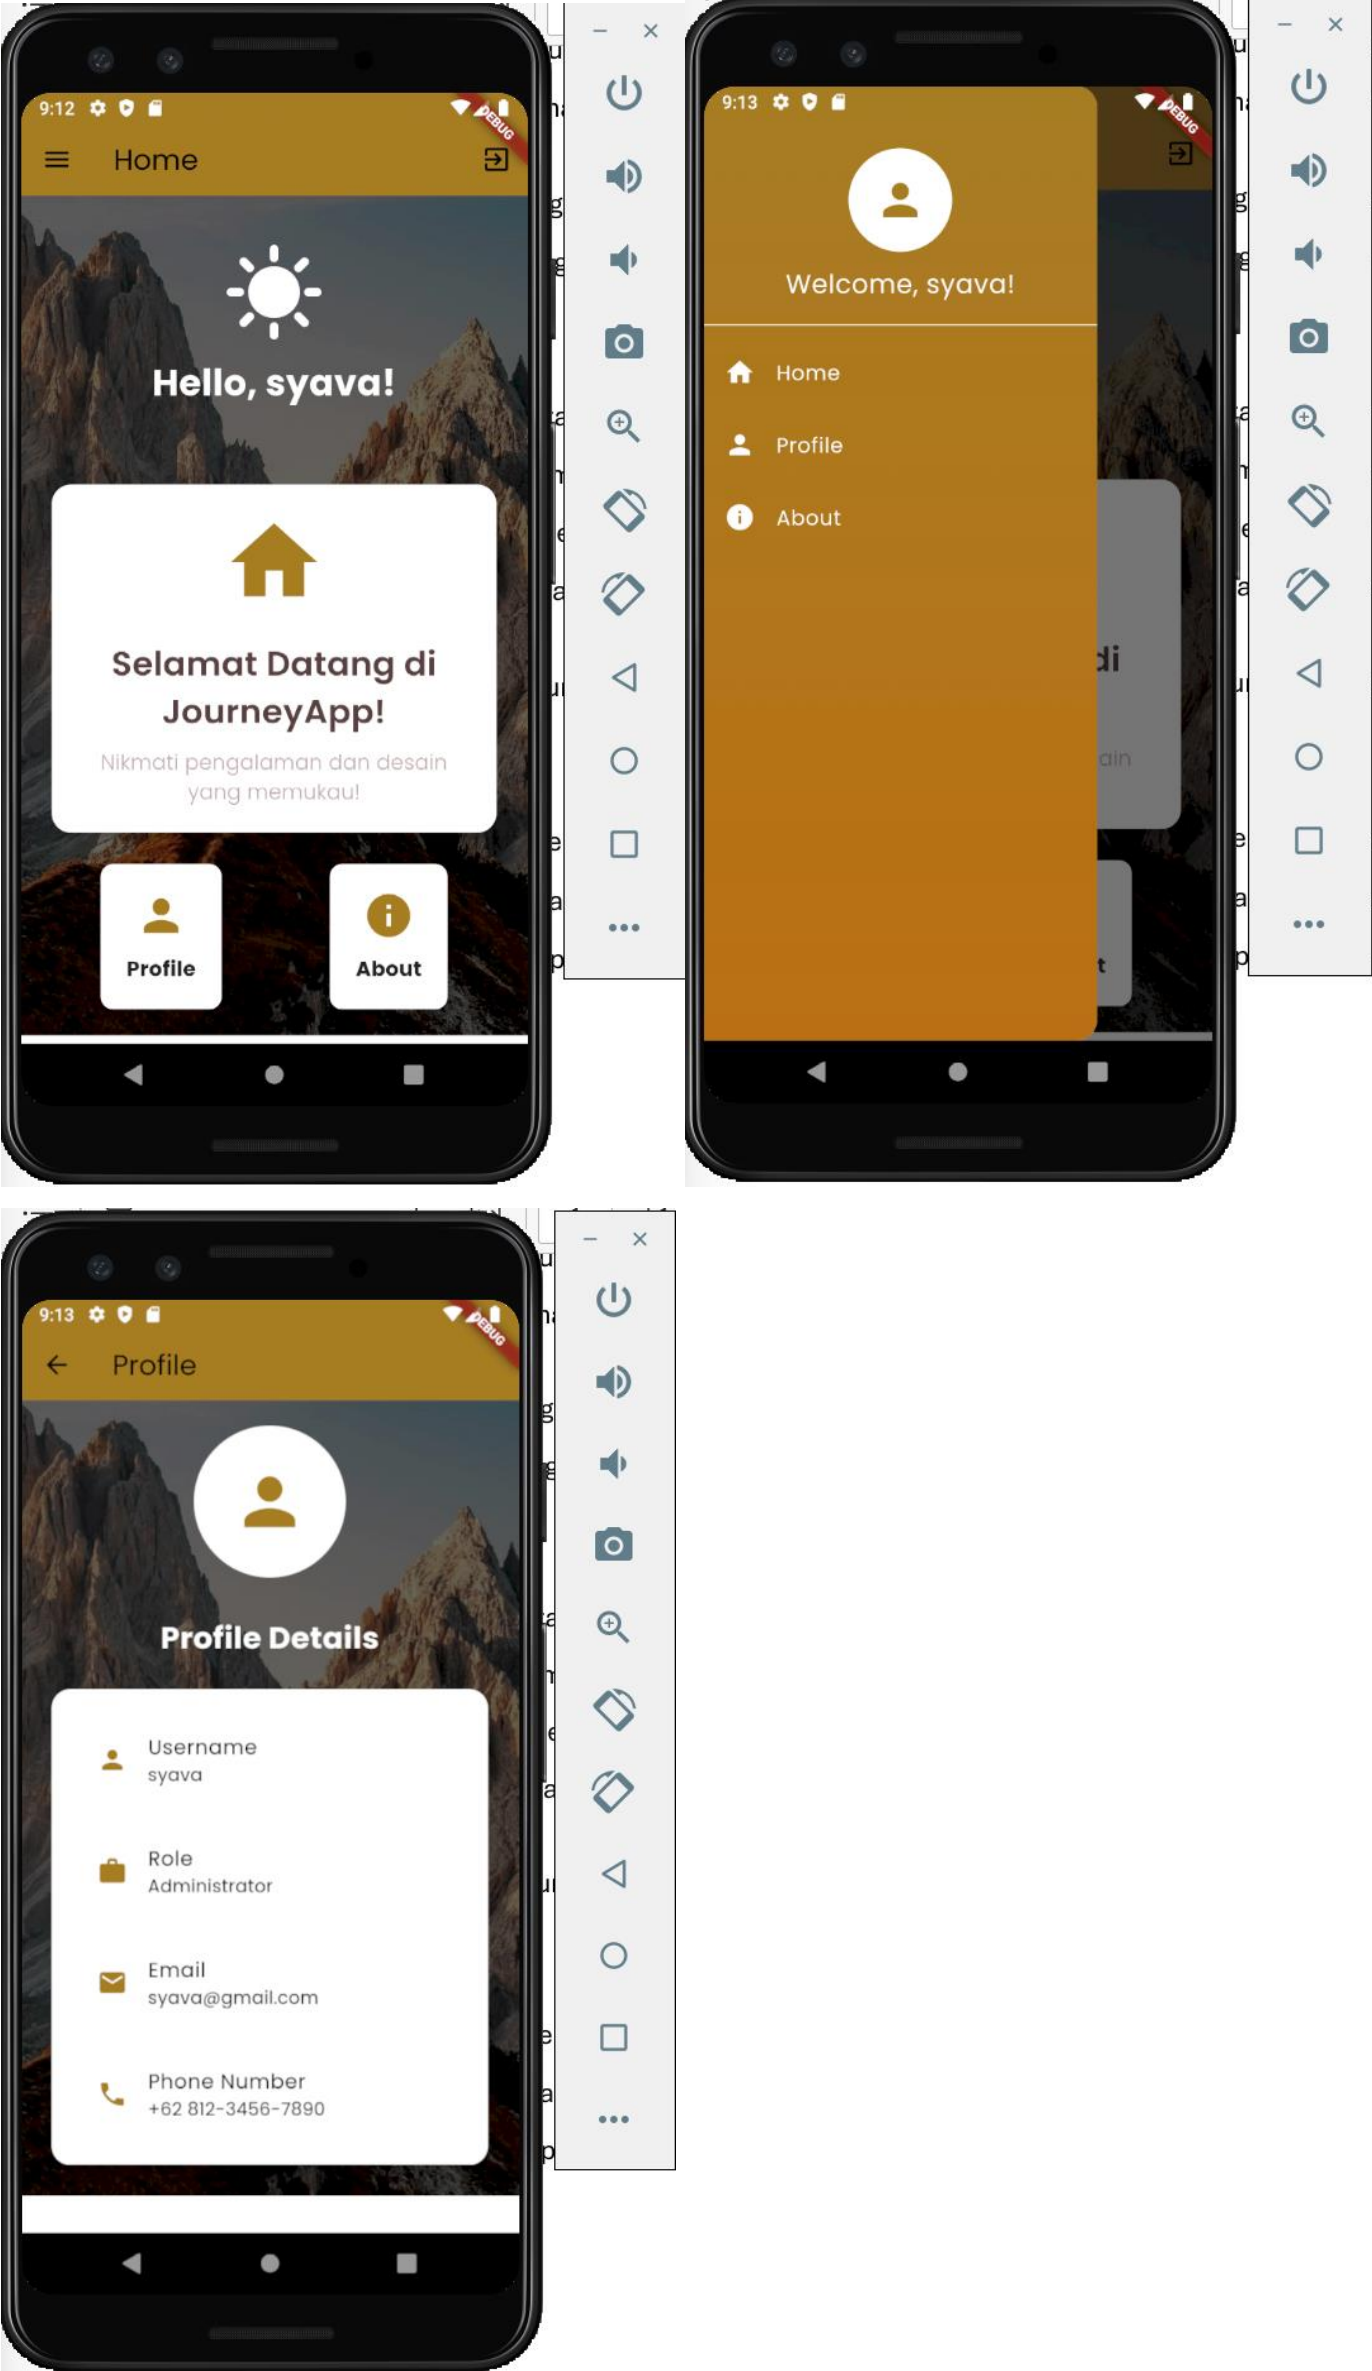 9:12
DEBUG
Home
Hello, syava!
Selamat Datang di
JourneyApp!
Nikmati pengalaman dan desain
yang memukau!
Profile
About
9:13
DEBUG
Welcome, syava!
Home
Profile
About
di
ain
t
9:13
DEBUG
Profile
Profile Details
Username
syava
Role
Administrator
Email
syava@gmail.com
Phone Number
+62 812-3456-7890